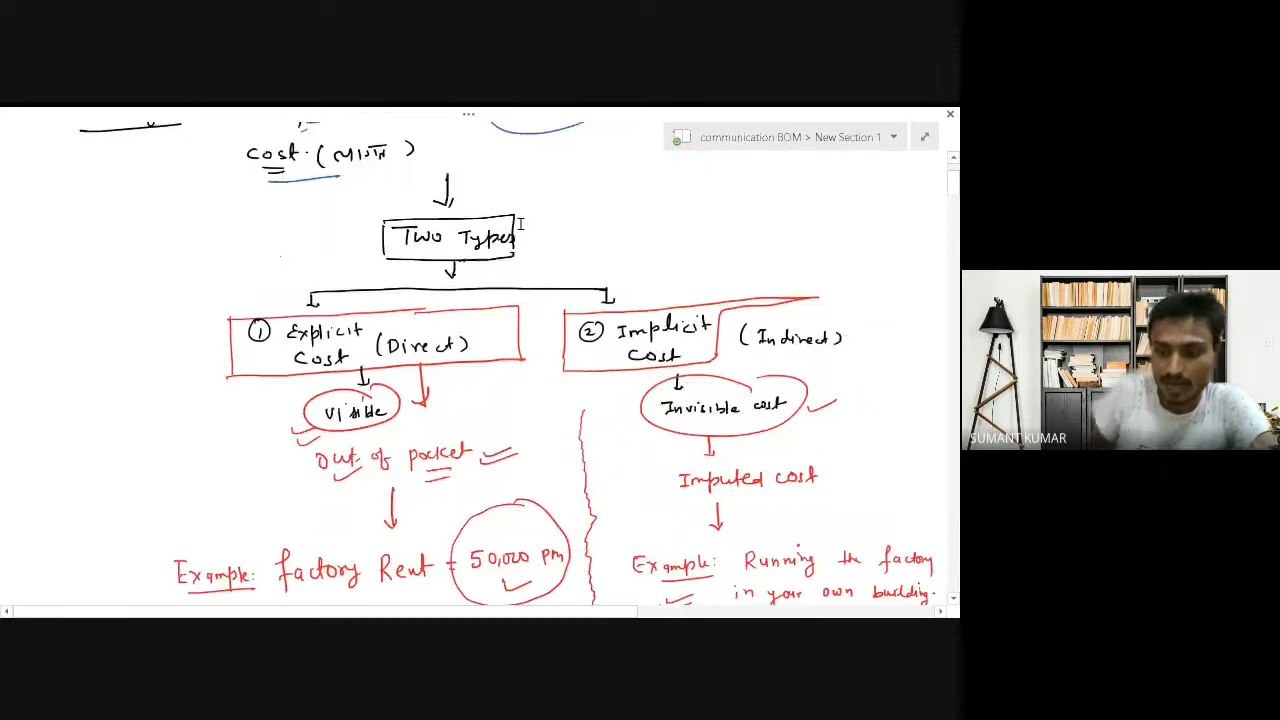 communication BOM > New Section 1
Cost. (लागत)
Two Types
① Explicit Cost (Direct)
② Implicit Cost (Indirect)
Visible
Invisible cost
Out of pocket
Imputed cost
Example: factory Rent = 50,000 pm
Example: Running the factory
in your own building.
SUMANT KUMAR